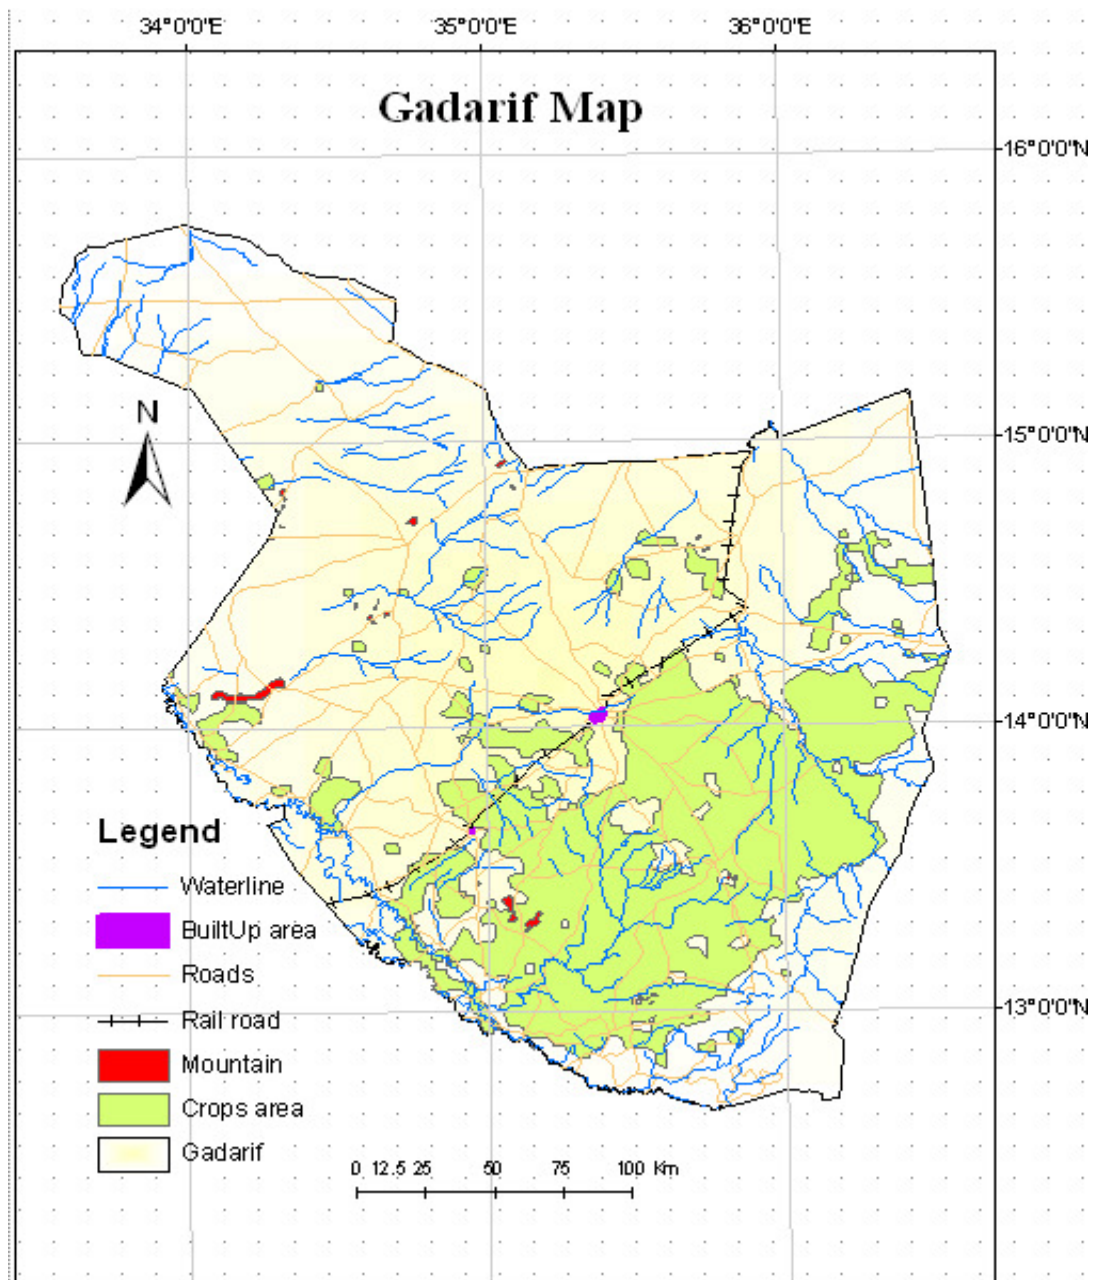 34°0'0"E 35°0'0"E 36°0'0"E
Gadarif Map
16°0'0"N
N
15°0'0"N
14°0'0"N
Legend
Waterline
BuiltUp area
Roads
13°0'0"N
Rail road
Mountain
Crops area
Gadarif
0 12.5 25 50 75 100 Km